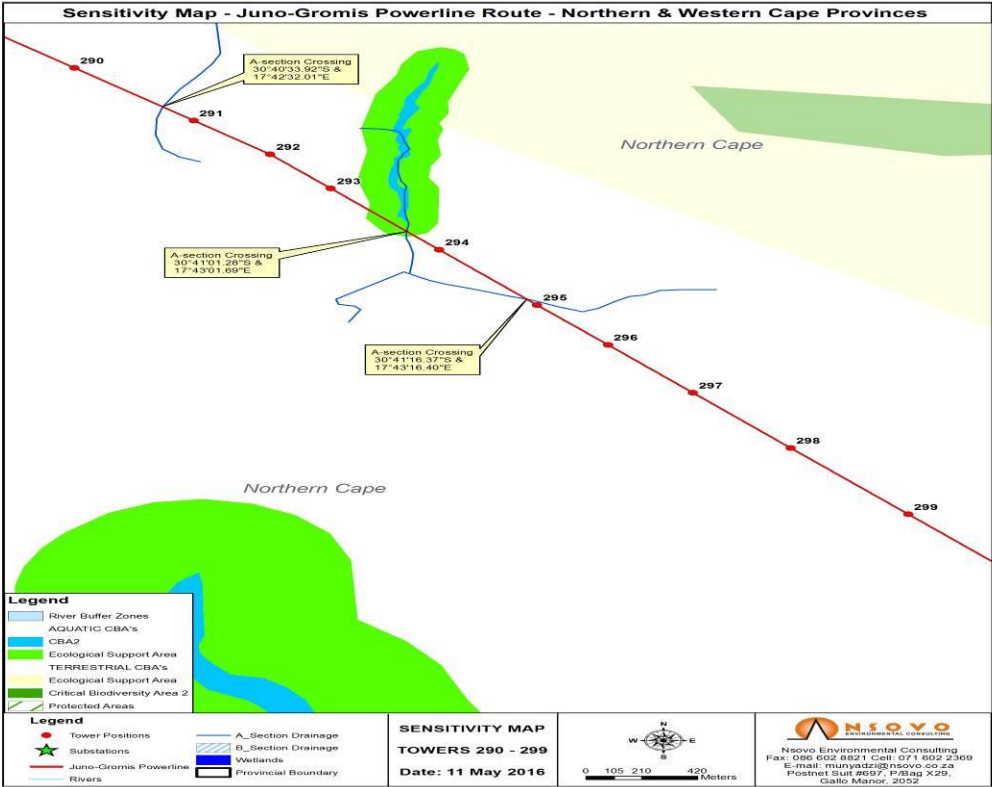 Sensitivity Map - Juno-Gromis Powerline Route - Northern & Western Cape Provinces
290
A-section Crossing
30°40'33.92"S &
17°42'32.01"E
291
Northern Cape
292
293
294
A-section Crossing
30°41'01.28"S &
17°43'01.69"E
295
296
A-section Crossing
30°41'16.37"S &
17°43'16.40"E
297
298
Northern Cape
299
Legend
River Buffer Zones
AQUATIC CBA's
CBA2
Ecological Support Area
TERRESTRIAL CBA's
Ecological Support Area
Critical Biodiversity Area 2
Protected Areas
Legend
Tower Positions
Substations
Juno-Gromis Powerline
Rivers
A_Section Drainage
B_Section Drainage
Wetlands
Provincial Boundary
SENSITIVITY MAP
TOWERS 290 - 299
Date: 11 May 2016
N
W E
S
0 105 210 420
Meters
NSOVO
ENVIRONMENTAL CONSULTING
Nsovo Environmental Consulting
Fax: 086 602 8821 Cell: 071 602 2369
E-mail: munyadzi@nsovo.co.za
Postnet Suit #697, P/Bag X29,
Gallo Manor, 2052